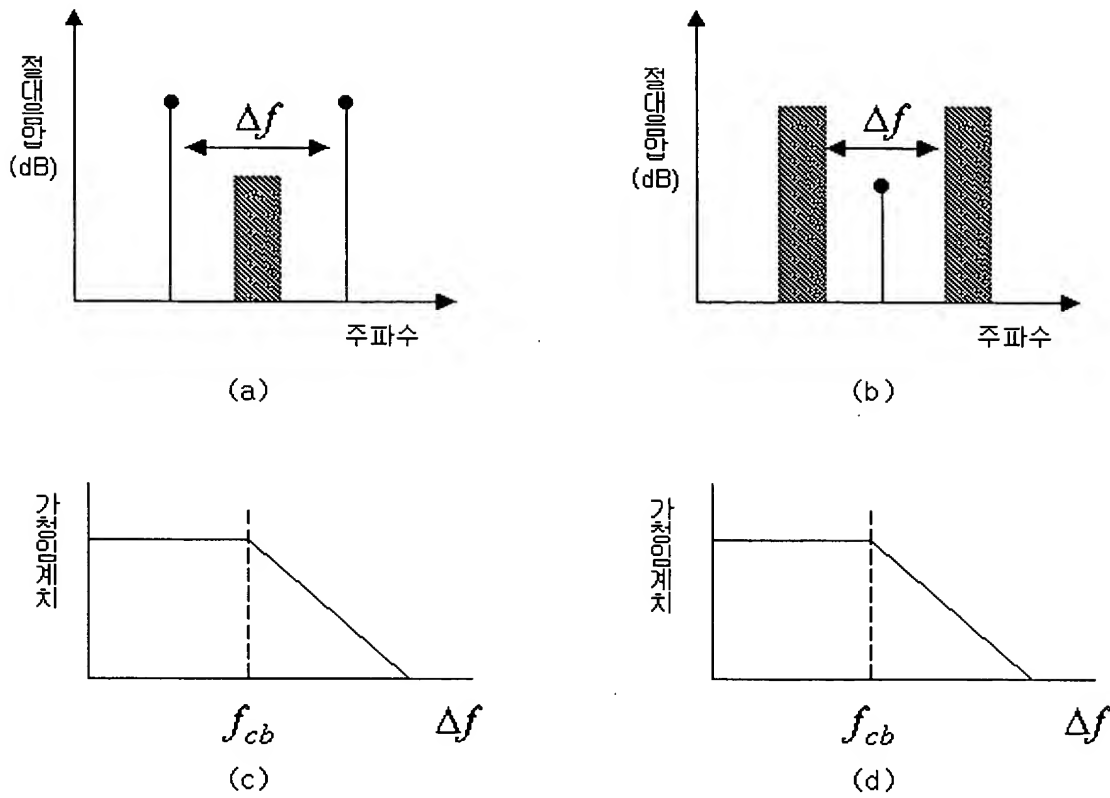 절대음압
(dB)
Δf
주파수
(a)
절대음압
(dB)
Δf
주파수
(b)
가청임계치
f_cb
Δf
(c)
가청임계치
f_cb
Δf
(d)